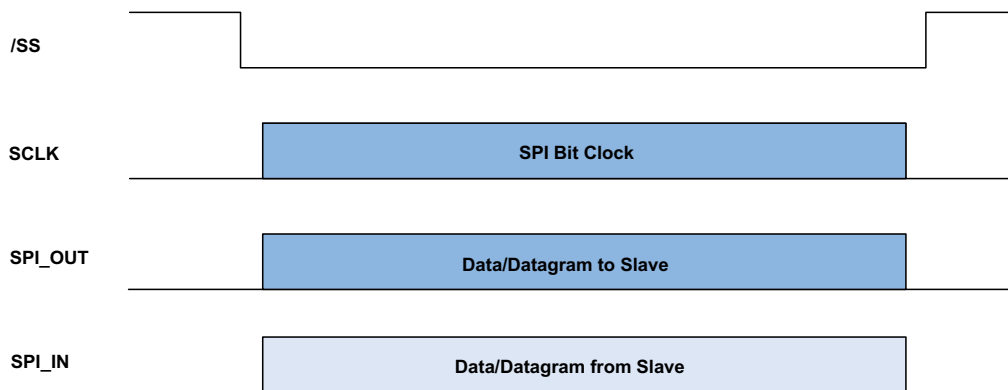 /SS
SCLK
SPI Bit Clock
SPI_OUT
Data/Datagram to Slave
SPI_IN
Data/Datagram from Slave